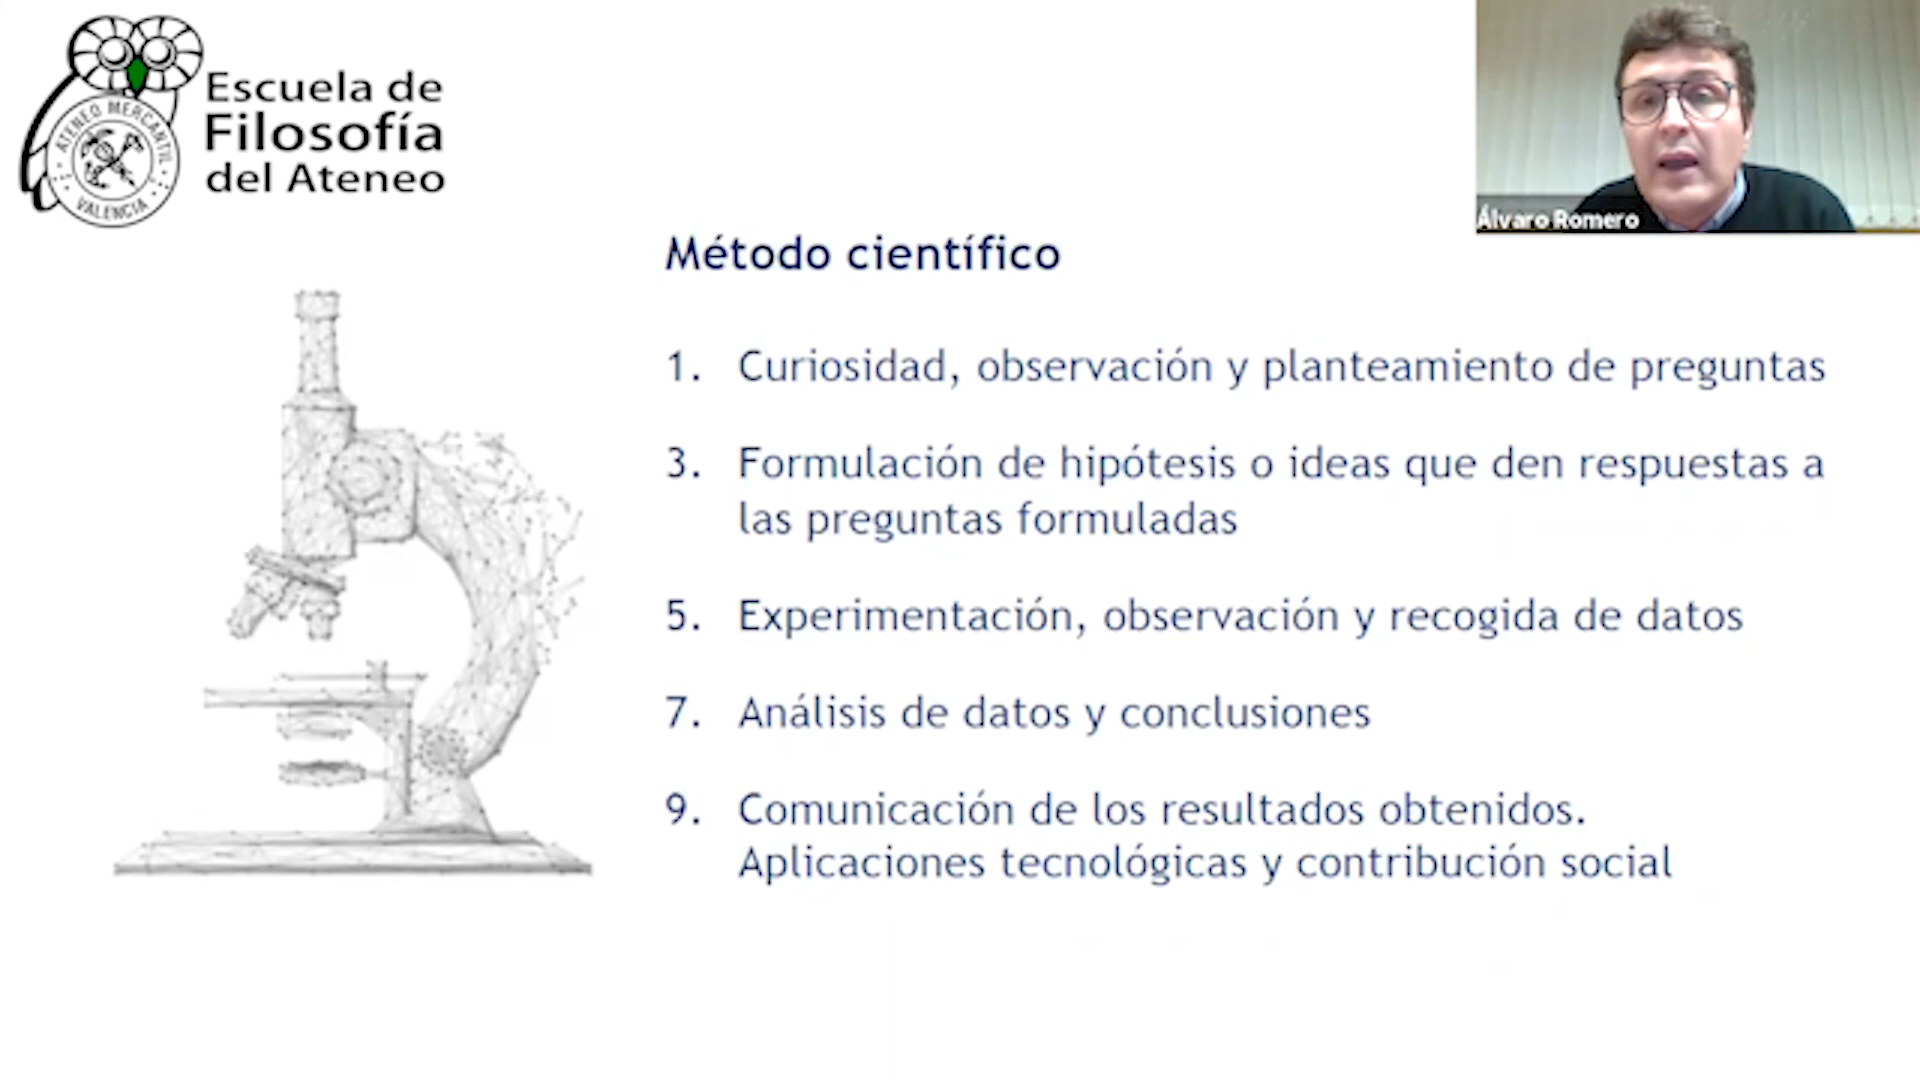 Escuela de
Filosofía
del Ateneo
ATENEO MERCANTIL
VALENCIA
Álvaro Romero
Método científico
1. Curiosidad, observación y planteamiento de preguntas
3. Formulación de hipótesis o ideas que den respuestas a
las preguntas formuladas
5. Experimentación, observación y recogida de datos
7. Análisis de datos y conclusiones
9. Comunicación de los resultados obtenidos.
Aplicaciones tecnológicas y contribución social